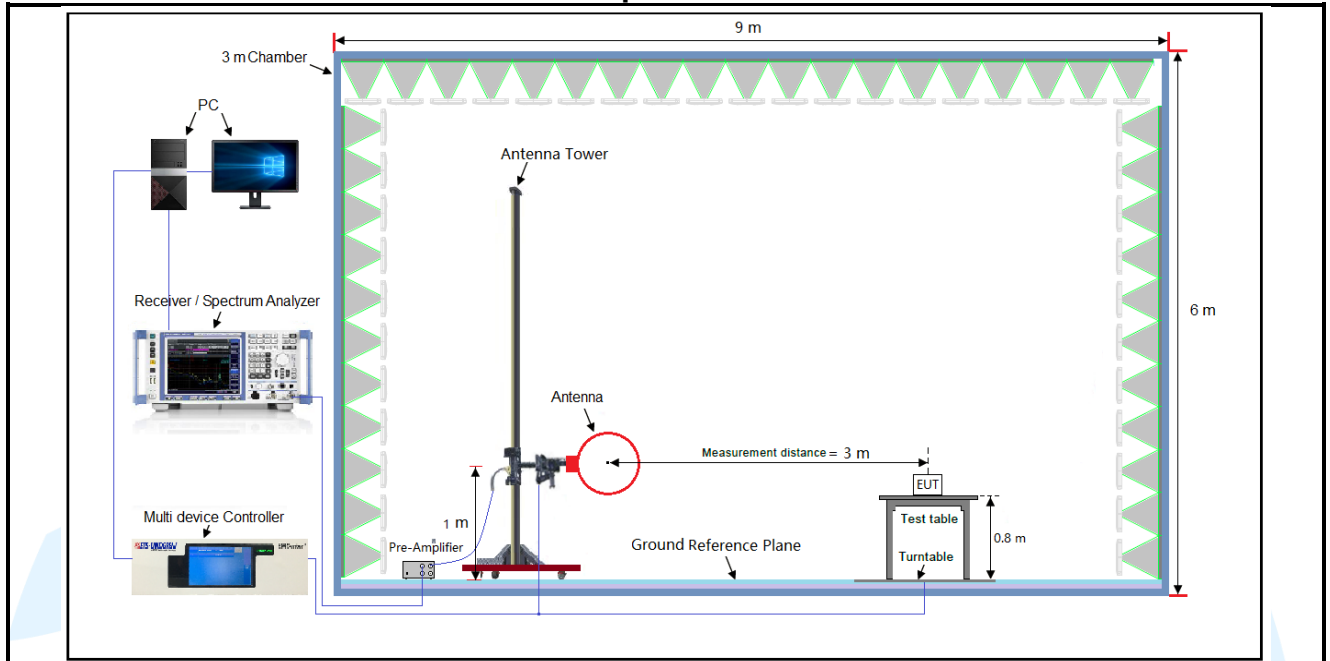 9 m
3 m Chamber
PC
Antenna Tower
6 m
Receiver / Spectrum Analyzer
Antenna
Measurement distance = 3 m
EUT
Multi device Controller
1 m
Test table
0.8 m
Pre-Amplifier
Ground Reference Plane
Turntable